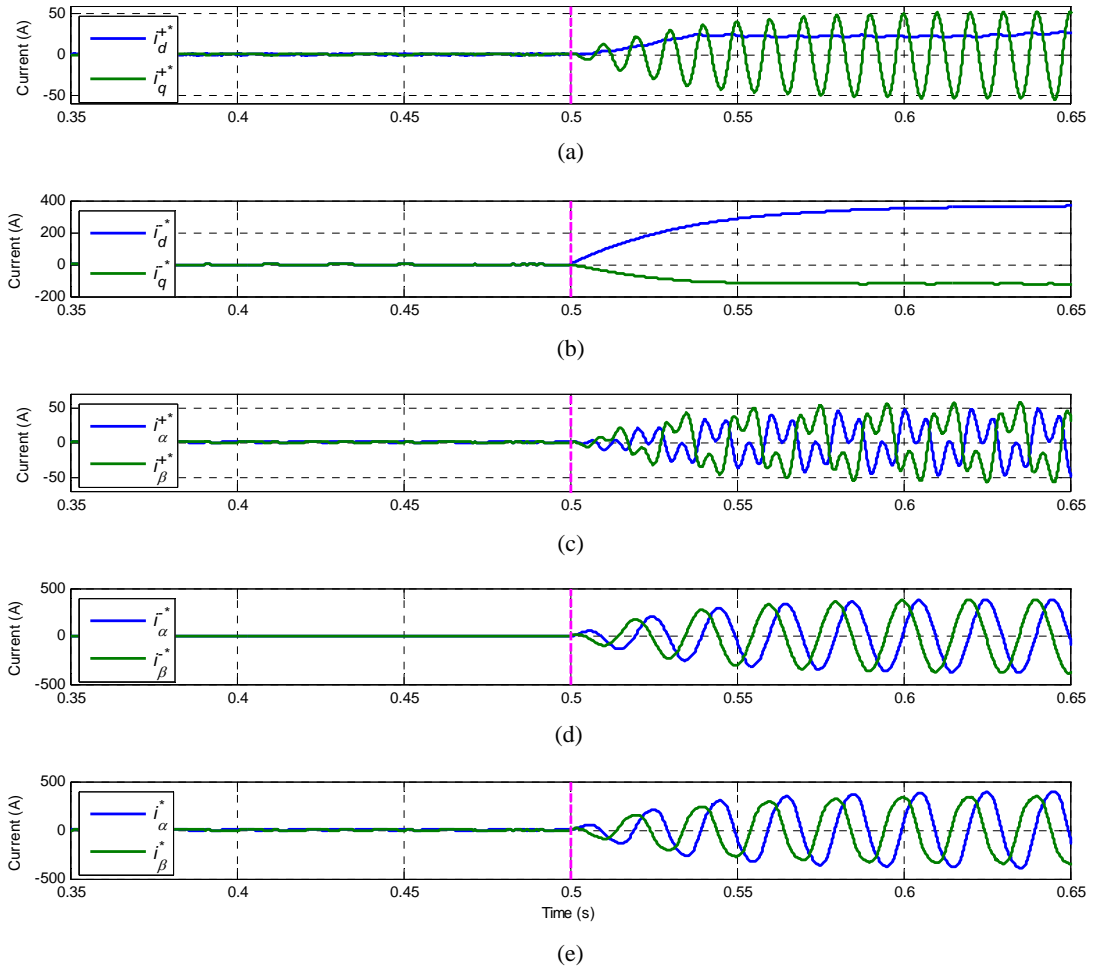 50
0
-50
Current (A)
i_d^{+*}
i_q^{+*}
0.35 0.4 0.45 0.5 0.55 0.6 0.65
(a)
400
200
0
-200
Current (A)
i_d^{-*}
i_q^{-*}
0.35 0.4 0.45 0.5 0.55 0.6 0.65
(b)
50
0
-50
Current (A)
i_α^{+*}
i_β^{+*}
0.35 0.4 0.45 0.5 0.55 0.6 0.65
(c)
500
0
-500
Current (A)
i_α^{-*}
i_β^{-*}
0.35 0.4 0.45 0.5 0.55 0.6 0.65
(d)
500
0
-500
Current (A)
i_α^{*}
i_β^{*}
0.35 0.4 0.45 0.5 0.55 0.6 0.65
Time (s)
(e)